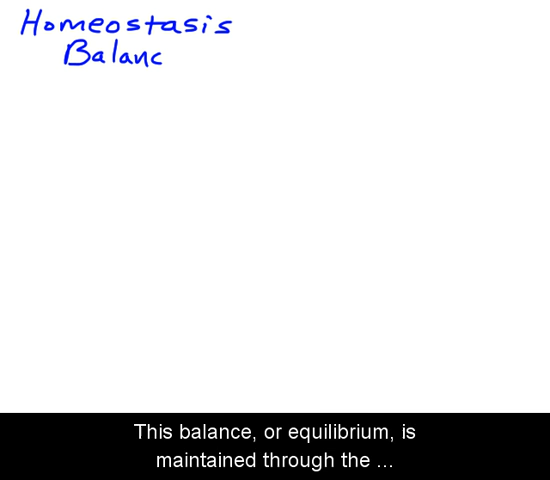 Homeostasis
Balanc
This balance, or equilibrium, is
maintained through the ...